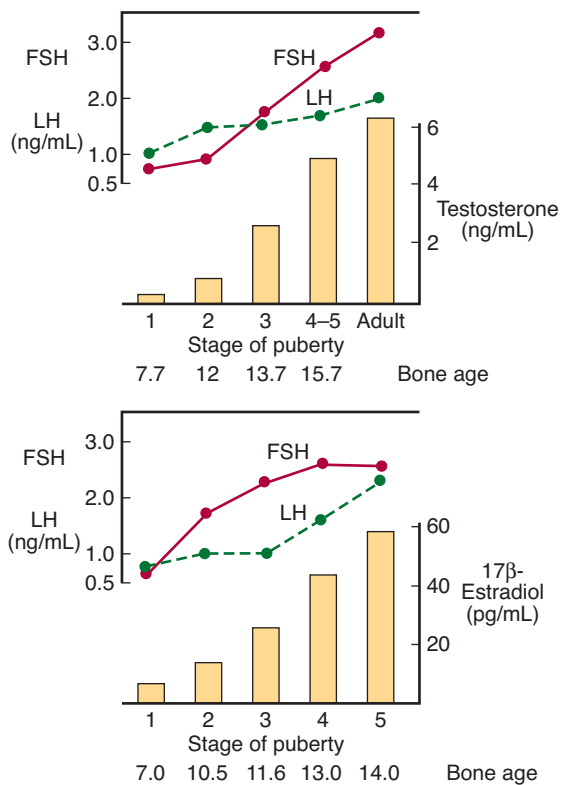 3.0
FSH
FSH
2.0
LH
LH
(ng/mL)
1.0
0.5
6
4
Testosterone
(ng/mL)
2
1 2 3 4–5 Adult
Stage of puberty
7.7 12 13.7 15.7 Bone age
3.0
FSH
FSH
2.0
LH
LH
(ng/mL)
1.0
0.5
60
40
17β-
Estradiol
(pg/mL)
20
1 2 3 4 5
Stage of puberty
7.0 10.5 11.6 13.0 14.0 Bone age